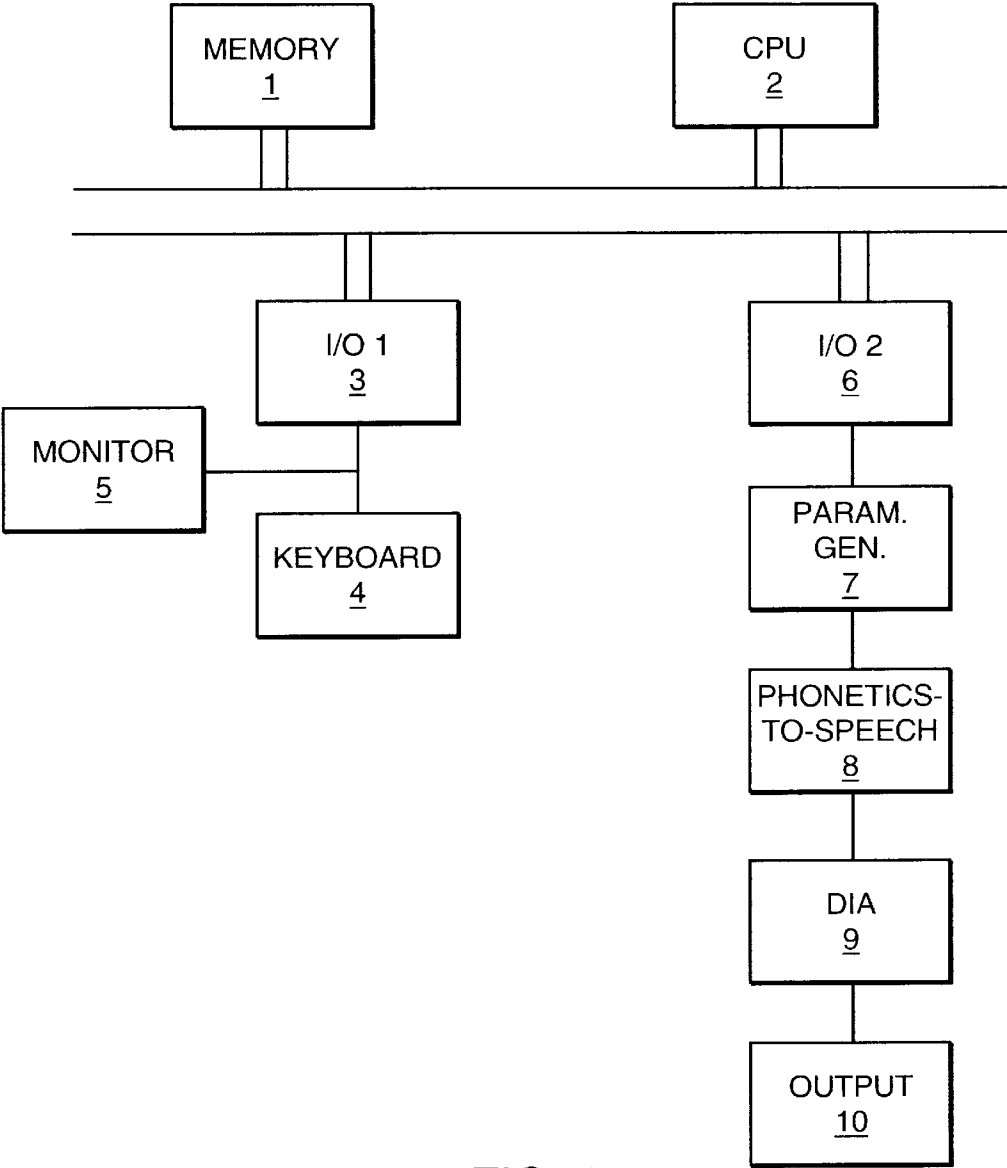 MEMORY
1
CPU
2
I/O 1
3
I/O 2
6
MONITOR
5
KEYBOARD
4
PARAM.
GEN.
7
PHONETICS-
TO-SPEECH
8
DIA
9
OUTPUT
10